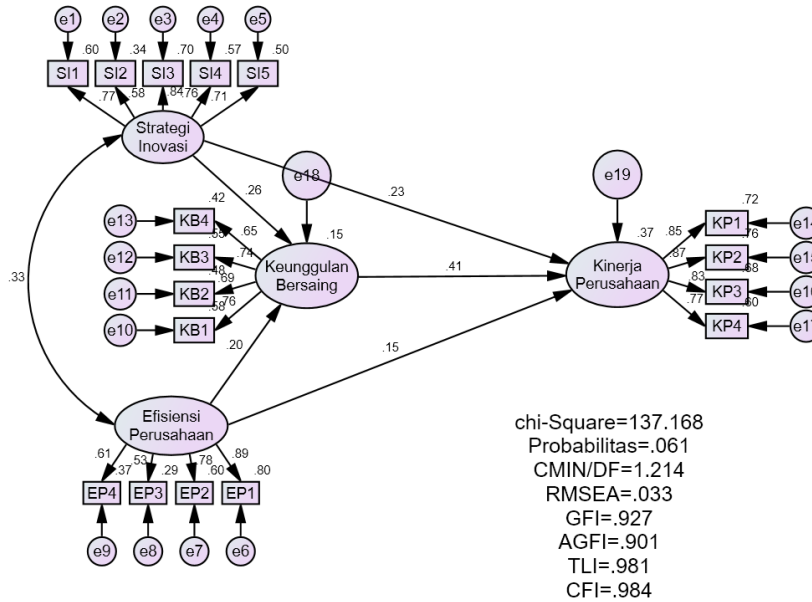 e1 e2 e3 e4 e5
.60 .34 .70 .57 .50
SI1 SI2 SI3 SI4 SI5
.77 .58 .84 .76 .71
Strategi
Inovasi
e18
e19
.26
.23
.42
.72
e13 KB4
.65
.15
.37
.85
KP1
e12 KB3
.74
Keunggulan
Bersaing
.41
Kinerja
Perusahaan
.87
.76
KP2
.33
.48
e11 KB2
.69
.83
.68
KP3
.58
.76
e10 KB1
.77
.60
KP4
.20
.15
Efisiensi
Perusahaan
.61 .53 .78 .89
.37 .29 .60 .80
EP4 EP3 EP2 EP1
e9 e8 e7 e6
chi-Square=137.168
Probabilitas=.061
CMIN/DF=1.214
RMSEA=.033
GFI=.927
AGFI=.901
TLI=.981
CFI=.984